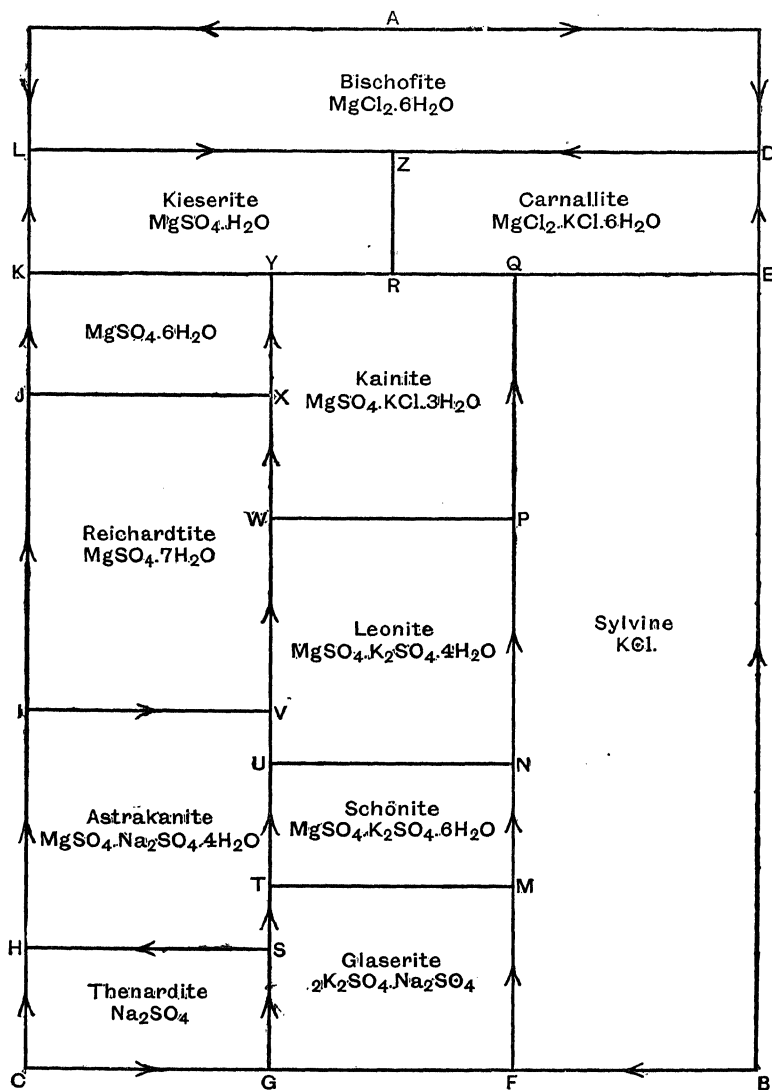 A
Bischofite
MgCl₂.6H₂O
L
Z
D
Kieserite
MgSO₄.H₂O
Carnallite
MgCl₂.KCl.6H₂O
K
Y
R
Q
E
MgSO₄.6H₂O
Kainite
MgSO₄.KCl.3H₂O
J
X
W
P
Reichardtite
MgSO₄.7H₂O
Leonite
MgSO₄.K₂SO₄.4H₂O
Sylvine
KCl.
I
V
U
N
Astrakanite
MgSO₄.Na₂SO₄.4H₂O
Schönite
MgSO₄.K₂SO₄.6H₂O
T
M
H
S
Thenardite
Na₂SO₄
Glaserite
2K₂SO₄.Na₂SO₄
C
G
F
B